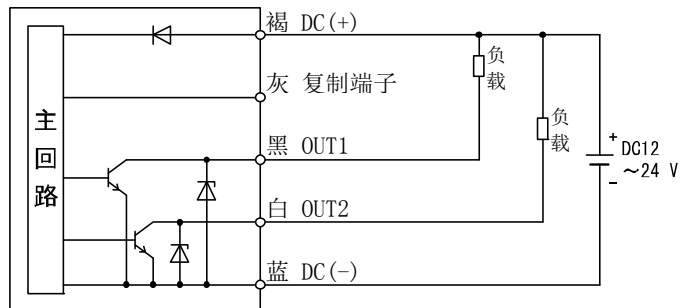 褐 DC(+)
负载
灰 复制端子
负载
主回路
黑 OUT1
+
DC12
～24 V
-
白 OUT2
蓝 DC(-)